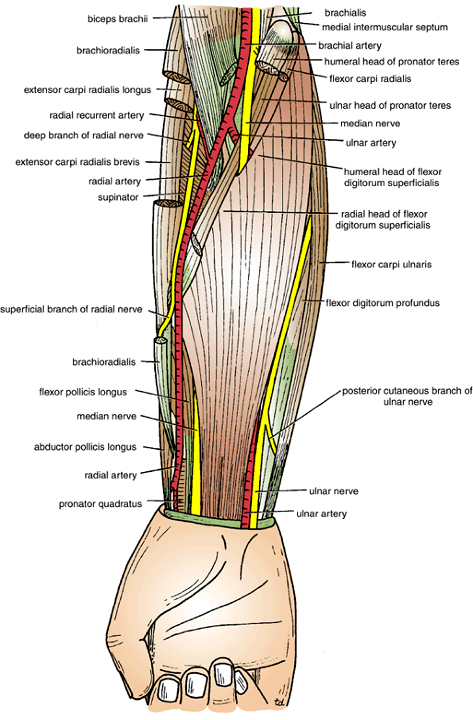 biceps brachii
brachioradialis
extensor carpi radialis longus
radial recurrent artery
deep branch of radial nerve
extensor carpi radialis brevis
radial artery
supinator
superficial branch of radial nerve
brachioradialis
flexor pollicis longus
median nerve
abductor pollicis longus
radial artery
pronator quadratus
brachialis
medial intermuscular septum
brachial artery
humeral head of pronator teres
flexor carpi radialis
ulnar head of pronator teres
median nerve
ulnar artery
humeral head of flexor
digitorum superficialis
radial head of flexor
digitorum superficialis
flexor carpi ulnaris
flexor digitorum profundus
posterior cutaneous branch of
ulnar nerve
ulnar nerve
ulnar artery